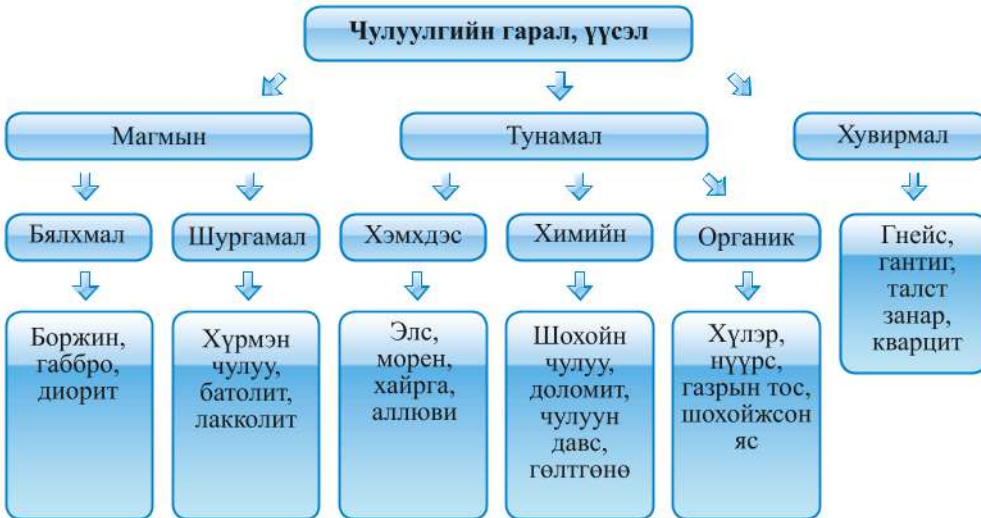 Чулуулгийн гарал, үүсэл
Магмын
Тунамал
Хувирмал
Бялхмал
Шургамал
Хэмхдэс
Химийн
Органик
Боржин,
габбро,
диорит
Хүрмэн
чулуу,
батолит,
лакколит
Элс,
морен,
хайрга,
аллюви
Шохойн
чулуу,
доломит,
чулуун
давс,
гөлтгөнө
Хүлэр,
нүүрс,
газрын тос,
шохойжсон
яс
Гнейс,
гантиг,
талст
занар,
кварцит